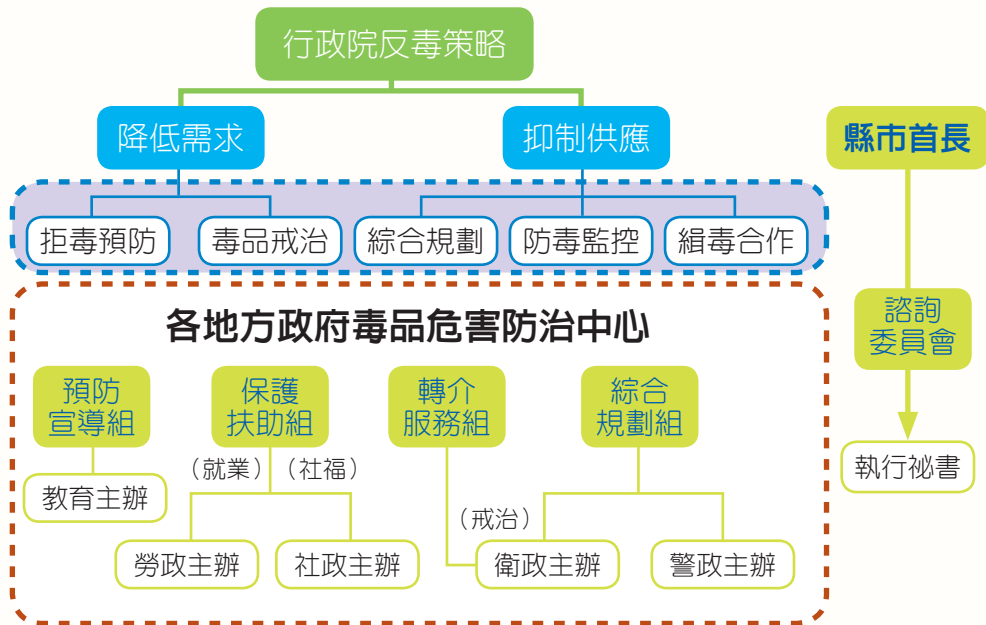 行政院反毒策略
降低需求
抑制供應
縣市首長
拒毒預防
毒品戒治
綜合規劃
防毒監控
緝毒合作
各地方政府毒品危害防治中心
諮詢
委員會
預防
宣導組
保護
扶助組
轉介
服務組
綜合
規劃組
（就業）
（社福）
執行祕書
教育主辦
（戒治）
勞政主辦
社政主辦
衛政主辦
警政主辦